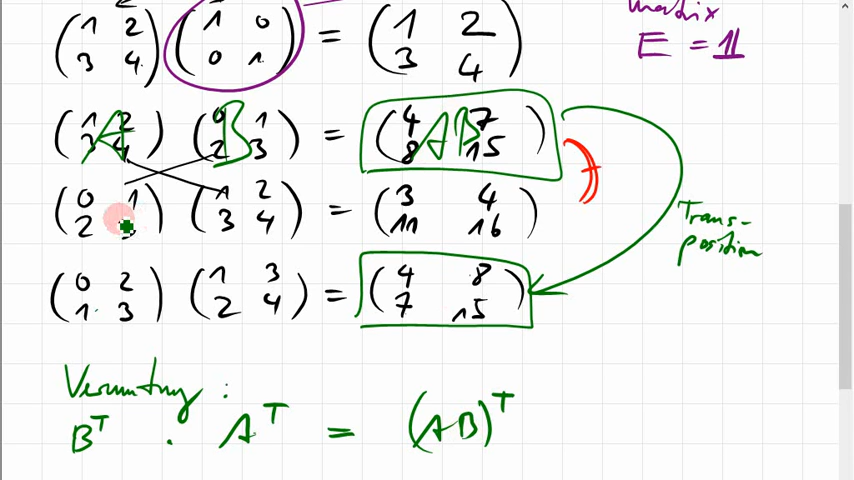 matrix
E = 𝟙
(1 2
3 4) (1 0
0 1) = (1 2
3 4)
(1 2
3 4) (0 1
2 3) = (4 7
8 15)
A B AB
(0 1
2 3) (1 2
3 4) = (3 4
11 16)
Trans-
position
(0 2
1 3) (1 3
2 4) = (4 8
7 15)
Vermutung :
B^T · A^T = (AB)^T